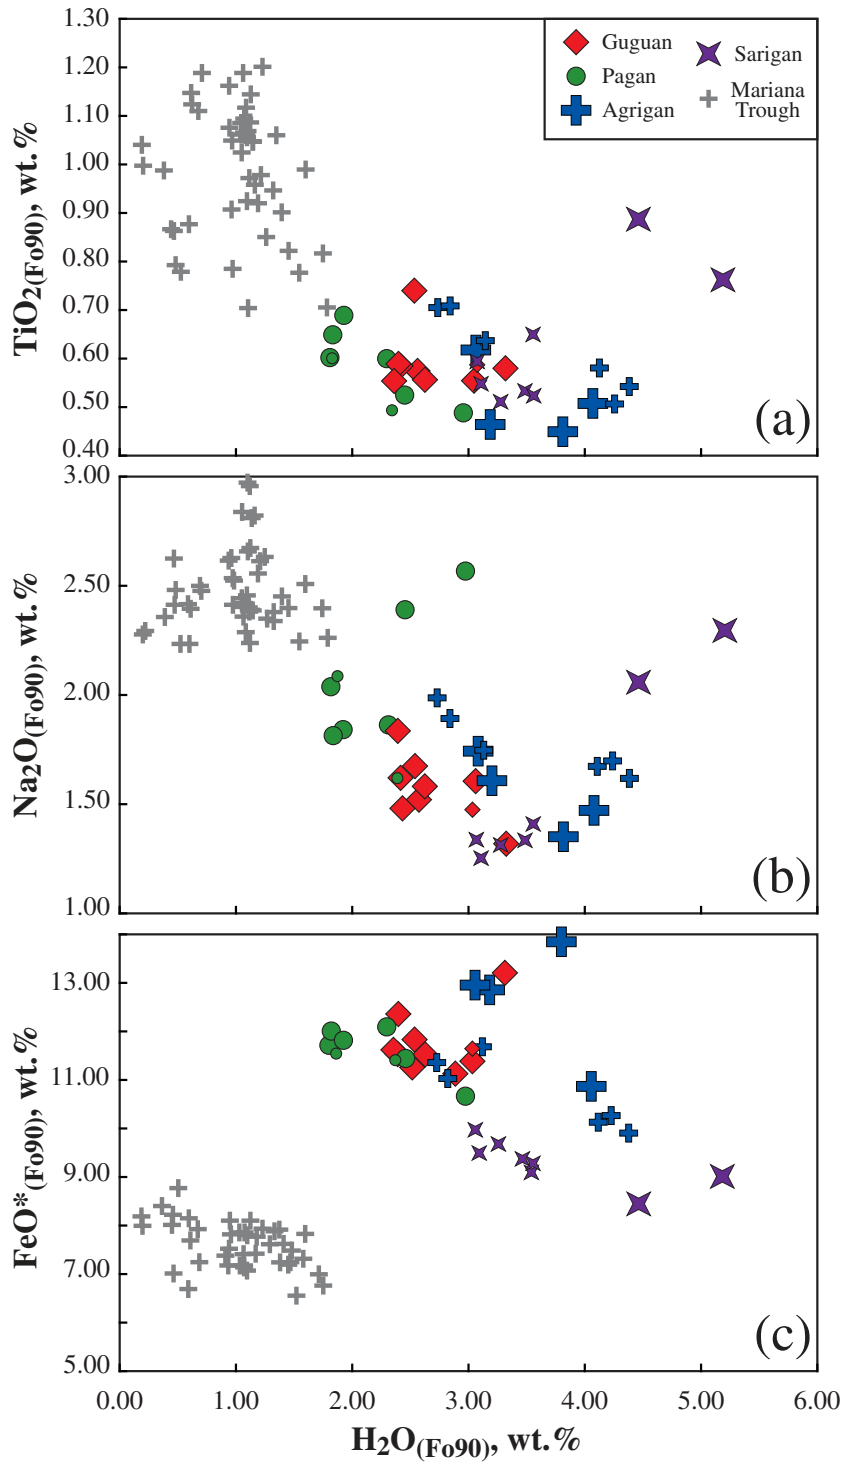 1.30
1.20
1.10
1.00
0.90
0.80
0.70
0.60
0.50
0.40
TiO2(Fo90), wt.%
Guguan
Pagan
Agrigan
Sarigan
Mariana
Trough
(a)
3.00
2.50
2.00
1.50
1.00
Na2O(Fo90), wt.%
(b)
13.00
11.00
9.00
7.00
5.00
FeO*(Fo90), wt.%
(c)
0.00 1.00 2.00 3.00 4.00 5.00 6.00
H2O(Fo90), wt.%